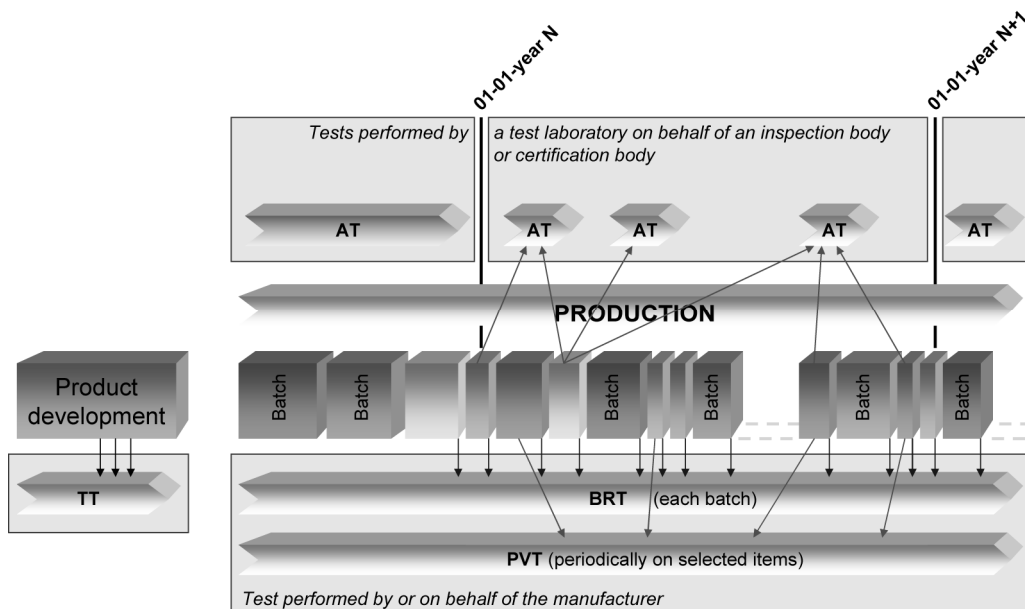 01-01-year N
01-01-year N+1
Tests performed by
a test laboratory on behalf of an inspection body
or certification body
AT
AT
AT
AT
AT
PRODUCTION
Product
development
Batch
Batch
Batch
Batch
Batch
Batch
TT
BRT (each batch)
PVT (periodically on selected items)
Test performed by or on behalf of the manufacturer